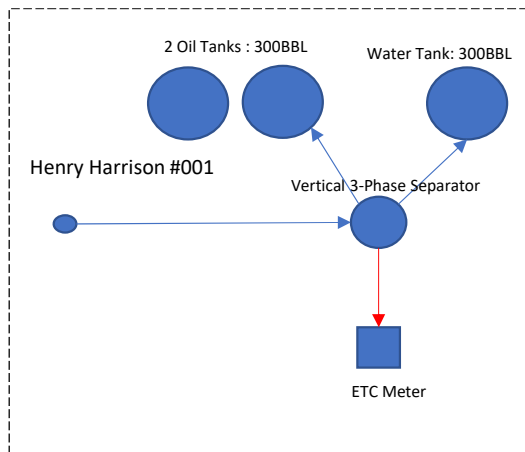 2 Oil Tanks : 300BBL
Water Tank: 300BBL
Henry Harrison #001
Vertical 3-Phase Separator
ETC Meter